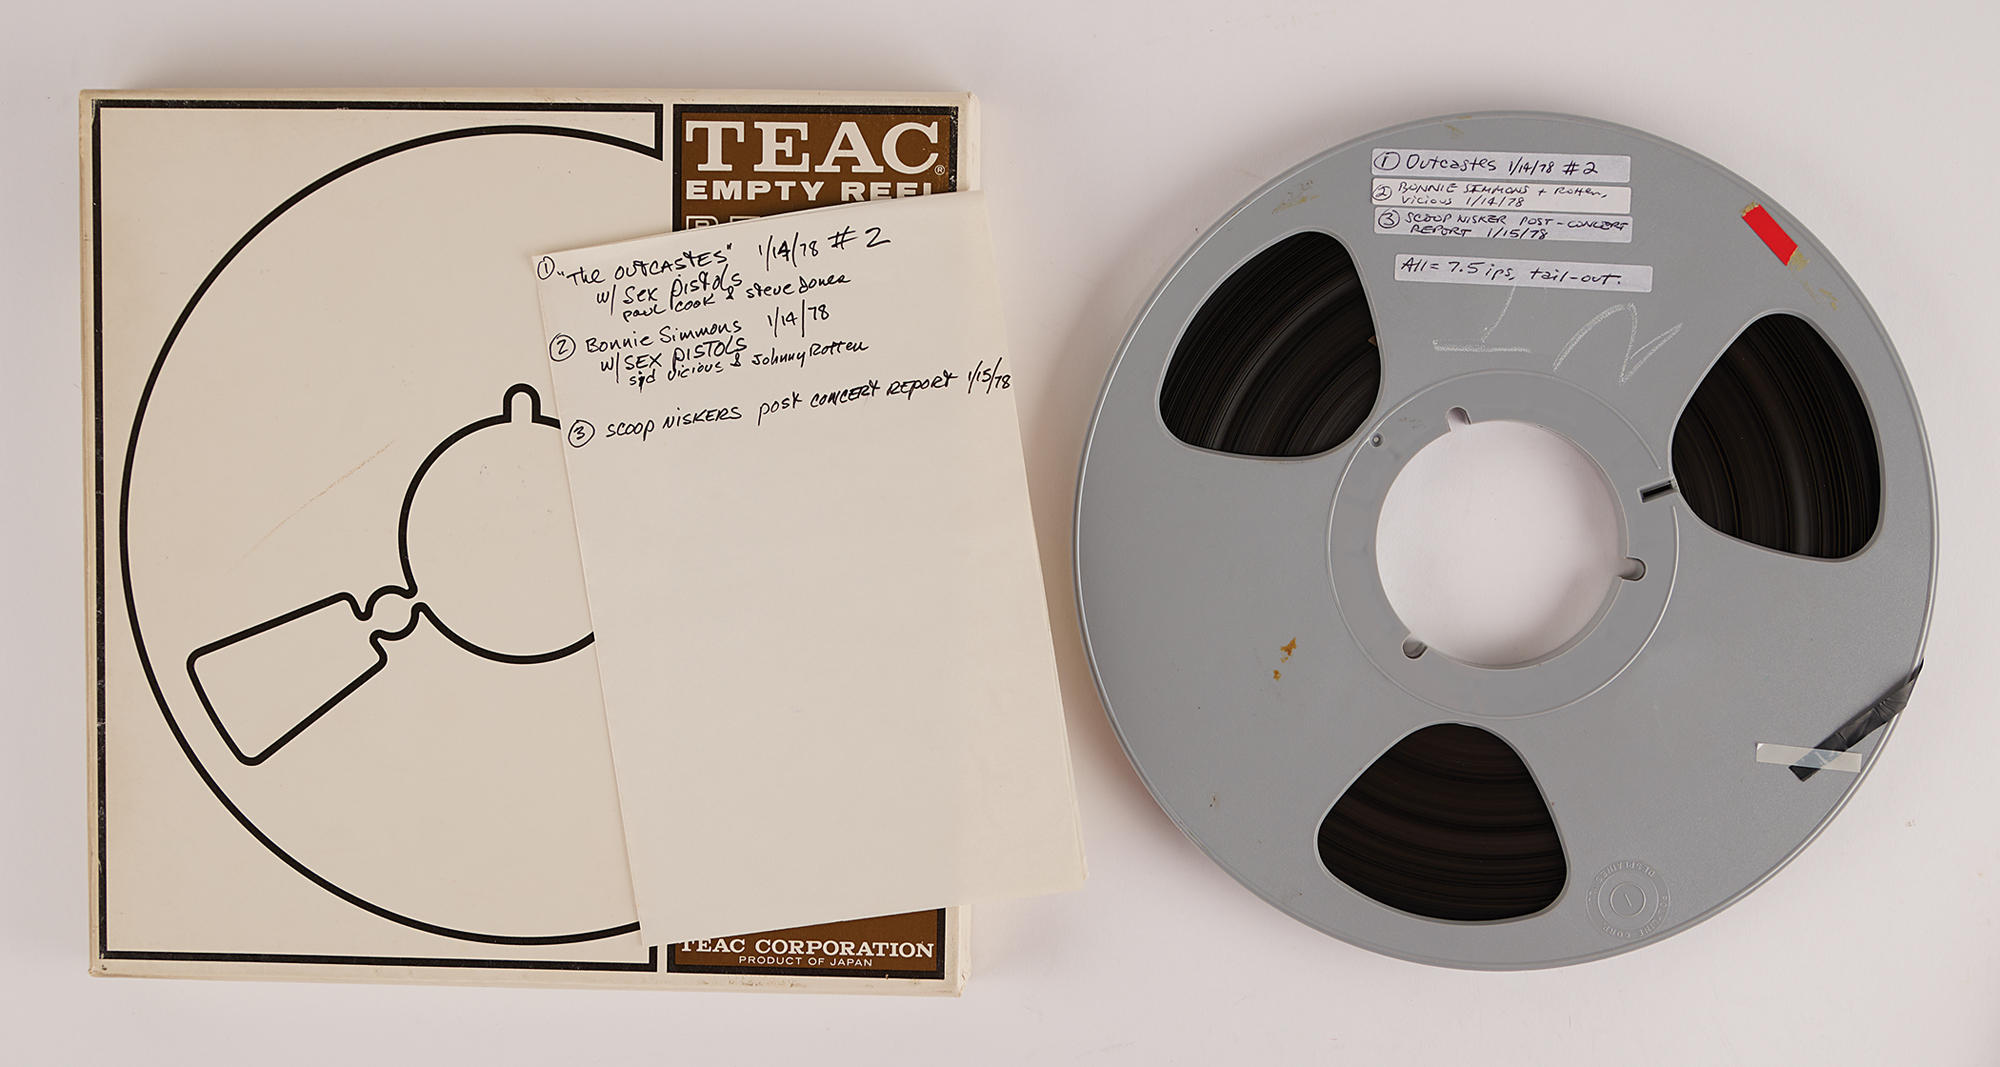 TEAC®
EMPTY REEL
① "The OUTCASTES" 1/14/78 #2
w/ Sex Pistols
paul cook & steve Jones
② Bonnie Simmons 1/14/78
w/ SEX PISTOLS
sid vicious & Johnny Rotten
③ SCOOP NISKERS post CONCERT REPORT 1/15/78
TEAC CORPORATION
PRODUCT OF JAPAN
① Outcastes 1/14/78 #2
② BONNIE SIMMONS + Rotten,
Vicious 1/14/78
③ SCOOP NISKER POST-CONCERT
REPORT 1/15/78
All = 7.5 ips, tail-out.
DESPLAINES